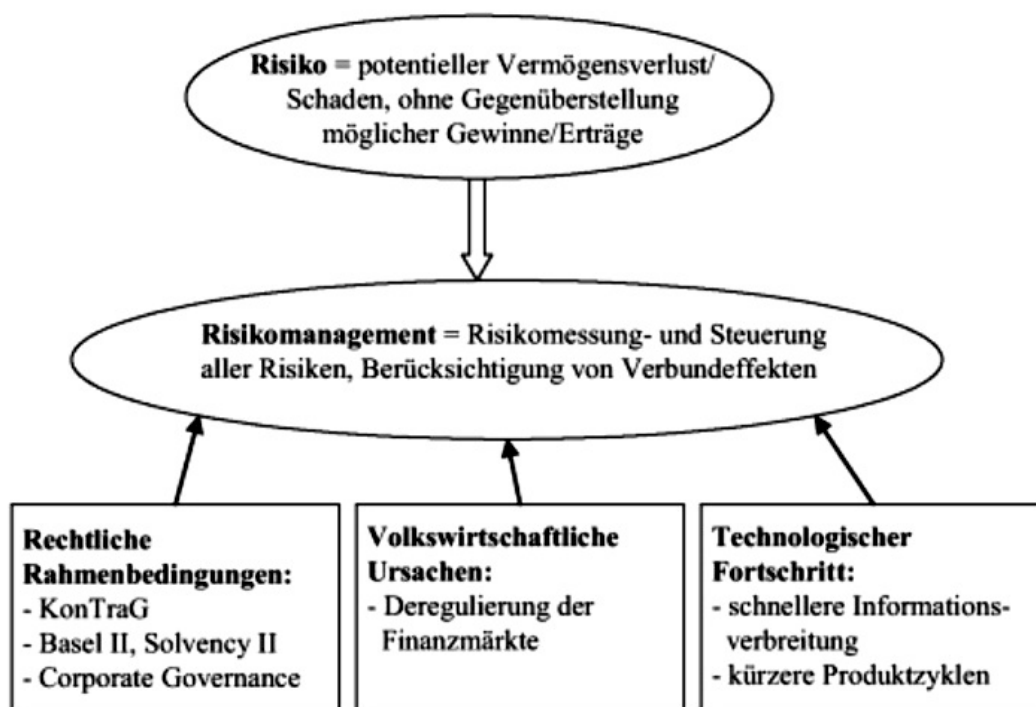 Risiko = potentieller Vermögensverlust/
Schaden, ohne Gegenüberstellung
möglicher Gewinne/Erträge
Risikomanagement = Risikomessung- und Steuerung
aller Risiken, Berücksichtigung von Verbundeffekten
Rechtliche
Rahmenbedingungen:
- KonTraG
- Basel II, Solvency II
- Corporate Governance
Volkswirtschaftliche
Ursachen:
- Deregulierung der
Finanzmärkte
Technologischer
Fortschritt:
- schnellere Informations-
verbreitung
- kürzere Produktzyklen